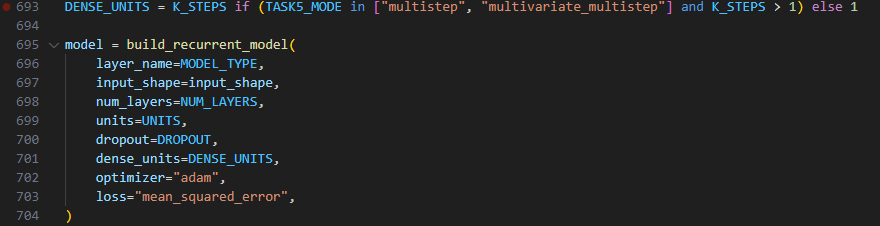 693 DENSE_UNITS = K_STEPS if (TASK5_MODE in ["multistep", "multivariate_multistep"] and K_STEPS > 1) else 1
694
695 model = build_recurrent_model(
696     layer_name=MODEL_TYPE,
697     input_shape=input_shape,
698     num_layers=NUM_LAYERS,
699     units=UNITS,
700     dropout=DROPOUT,
701     dense_units=DENSE_UNITS,
702     optimizer="adam",
703     loss="mean_squared_error",
704 )